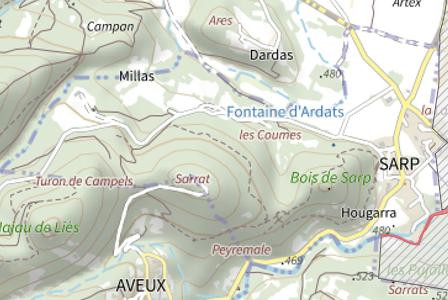 Artex
Ares
Campan
Dardas
Millas
480
Fontaine d'Ardats
la
les Coumes
SARP
Turon de Campels
Sarrat
Bois de Sarp
Hougarra
de Liès
480
Peyremale
469
523
AVEUX
Sarrats